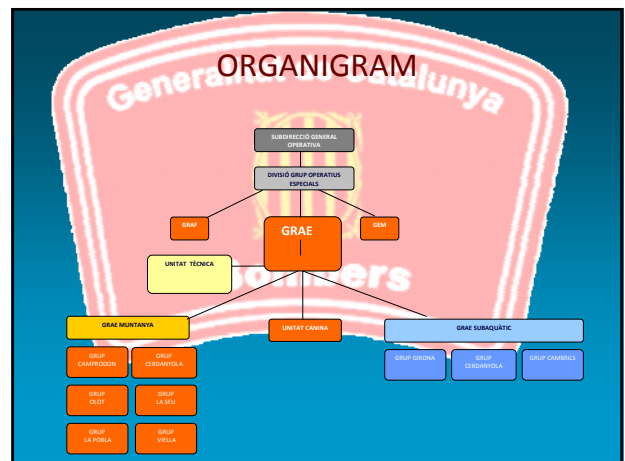 ORGANIGRAM
Generalitat de Catalunya
SUBDIRECCIÓ GENERAL
OPERATIVA
DIVISIÓ GRUP OPERATIUS
ESPECIALS
GRAF
GRAE
GEM
UNITAT TÈCNICA
Bombers
GRAE MUNTANYA
UNITAT CANINA
GRAE SUBAQUÀTIC
GRUP
CAMPRODON
GRUP
CERDANYOLA
GRUP GIRONA
GRUP
CERDANYOLA
GRUP CAMBRILS
GRUP
OLOT
GRUP
LA SEU
GRUP
LA POBLA
GRUP
VIELLA